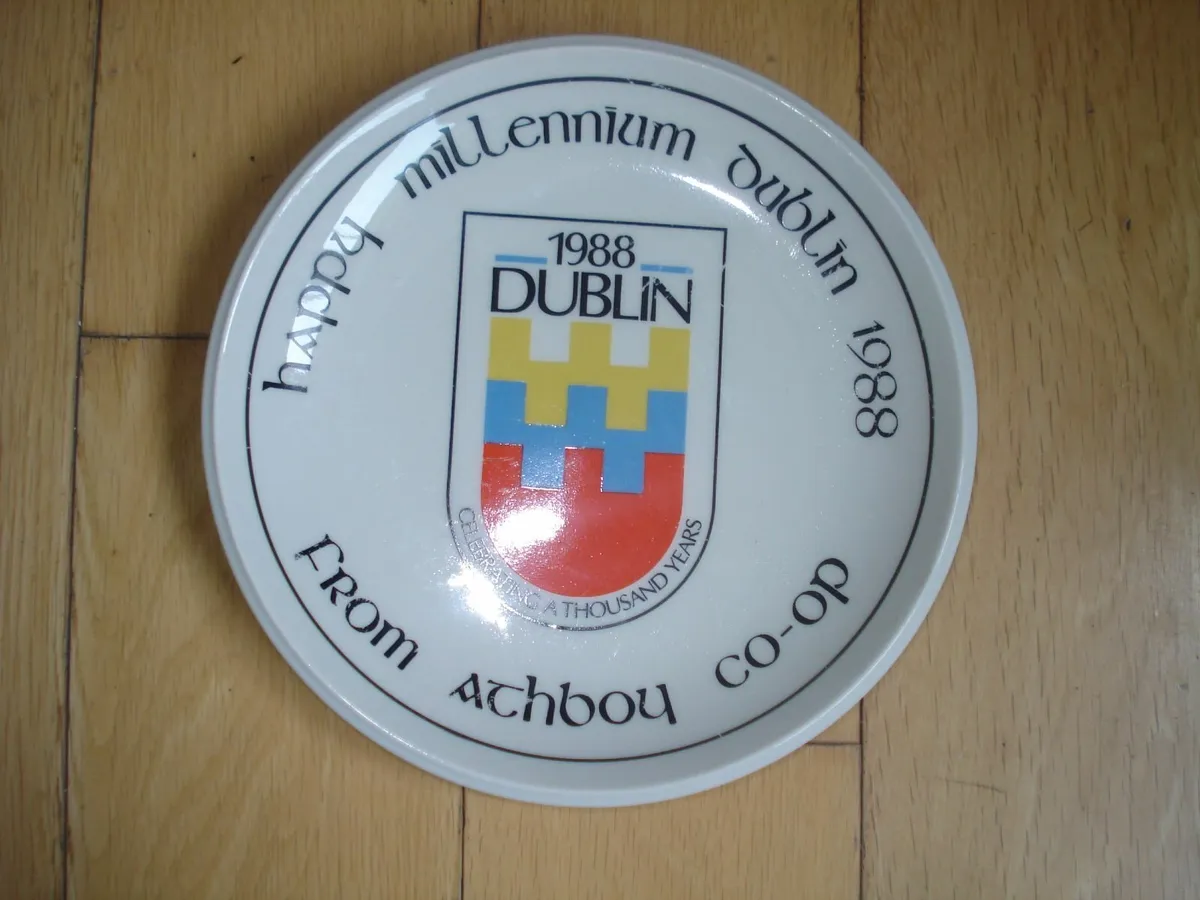 happy millennium dublin 1988
1988
DUBLIN
CELEBRATING A THOUSAND YEARS
FROM Athboy CO-OP